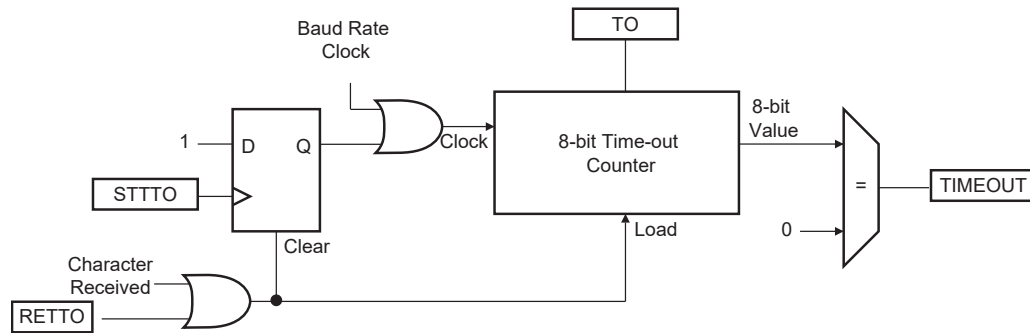 Baud Rate
Clock
TO
1
D
Q
Clock
8-bit Time-out
Counter
8-bit
Value
=
TIMEOUT
STTTO
Clear
Load
0
Character
Received
RETTO